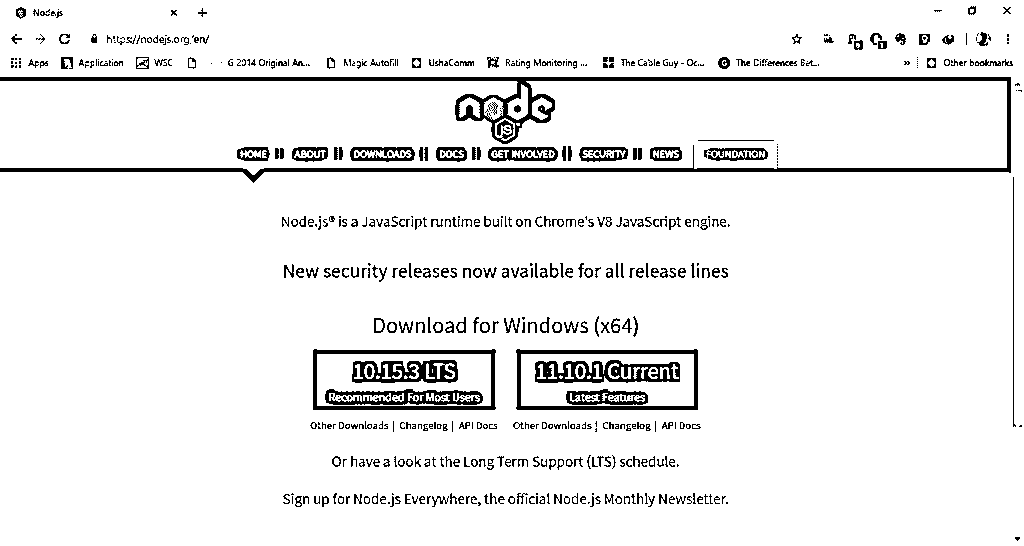 Node.js
https://nodejs.org/en/
Apps Application WSC G 2014 Original An... Magic Autofill UshaComm Rating Monitoring ... The Cable Guy - Oc... The Differences Bet... » Other bookmarks
node
JS
HOME || ABOUT || DOWNLOADS || DOCS || GET INVOLVED || SECURITY || NEWS FOUNDATION
Node.js® is a JavaScript runtime built on Chrome's V8 JavaScript engine.
New security releases now available for all release lines
Download for Windows (x64)
10.15.3 LTS 11.10.1 Current
Recommended For Most Users Latest Features
Other Downloads | Changelog | API Docs Other Downloads | Changelog | API Docs
Or have a look at the Long Term Support (LTS) schedule.
Sign up for Node.js Everywhere, the official Node.js Monthly Newsletter.